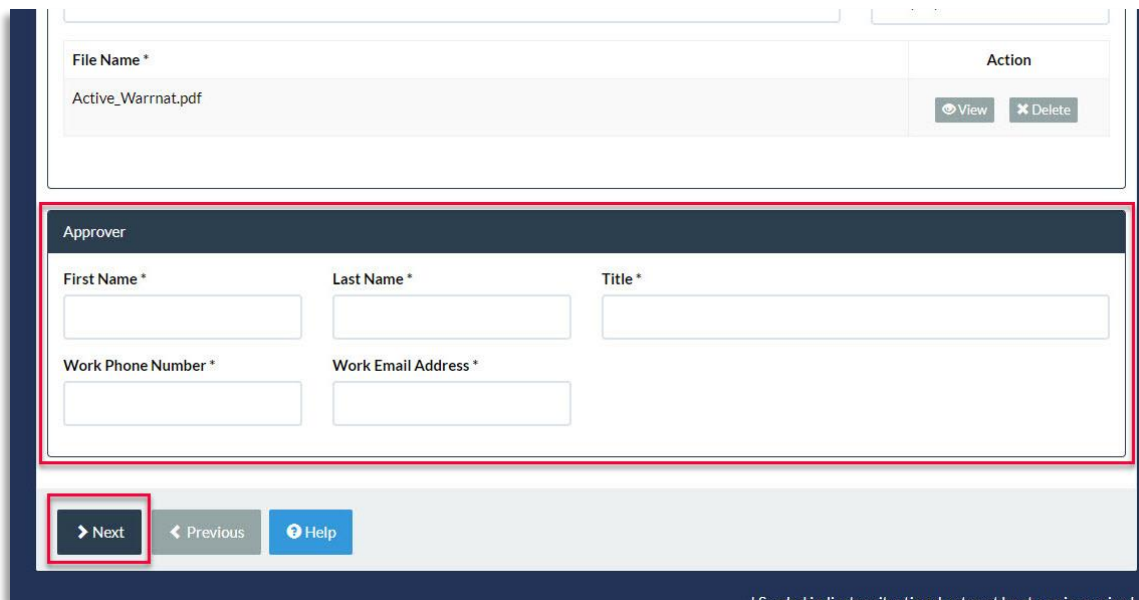 File Name * Action
Active_Warrnat.pdf View Delete
Approver
First Name * Last Name * Title *
Work Phone Number * Work Email Address *
Next Previous Help